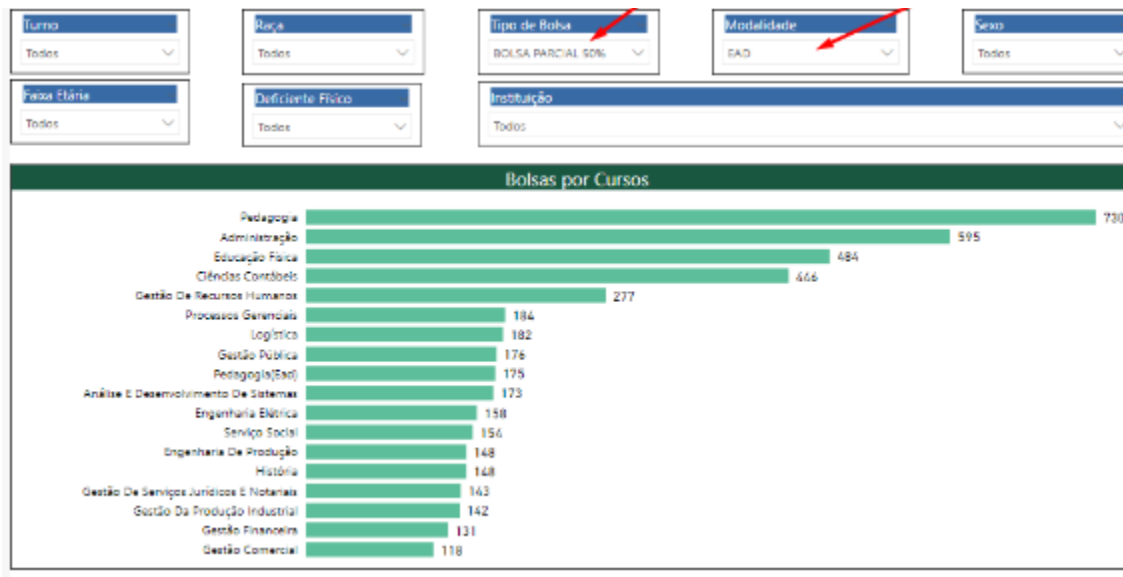 Turno
Todos
Raça
Todos
Tipo de Bolsa
BOLSA PARCIAL 50%
Modalidade
EAD
Sexo
Todos
Faixa Etária
Todos
Deficiente Físico
Todos
Instituição
Todos
Bolsas por Cursos
Pedagogia 730
Administração 595
Educação Física 484
Ciências Contábeis 446
Gestão De Recursos Humanos 277
Processos Gerenciais 184
Logística 182
Gestão Pública 176
Pedagogia(Ead) 175
Análise E Desenvolvimento De Sistemas 173
Engenharia Elétrica 158
Serviço Social 154
Engenharia De Produção 148
História 148
Gestão De Serviços Jurídicos E Notariais 143
Gestão Da Produção Industrial 142
Gestão Financeira 131
Gestão Comercial 118